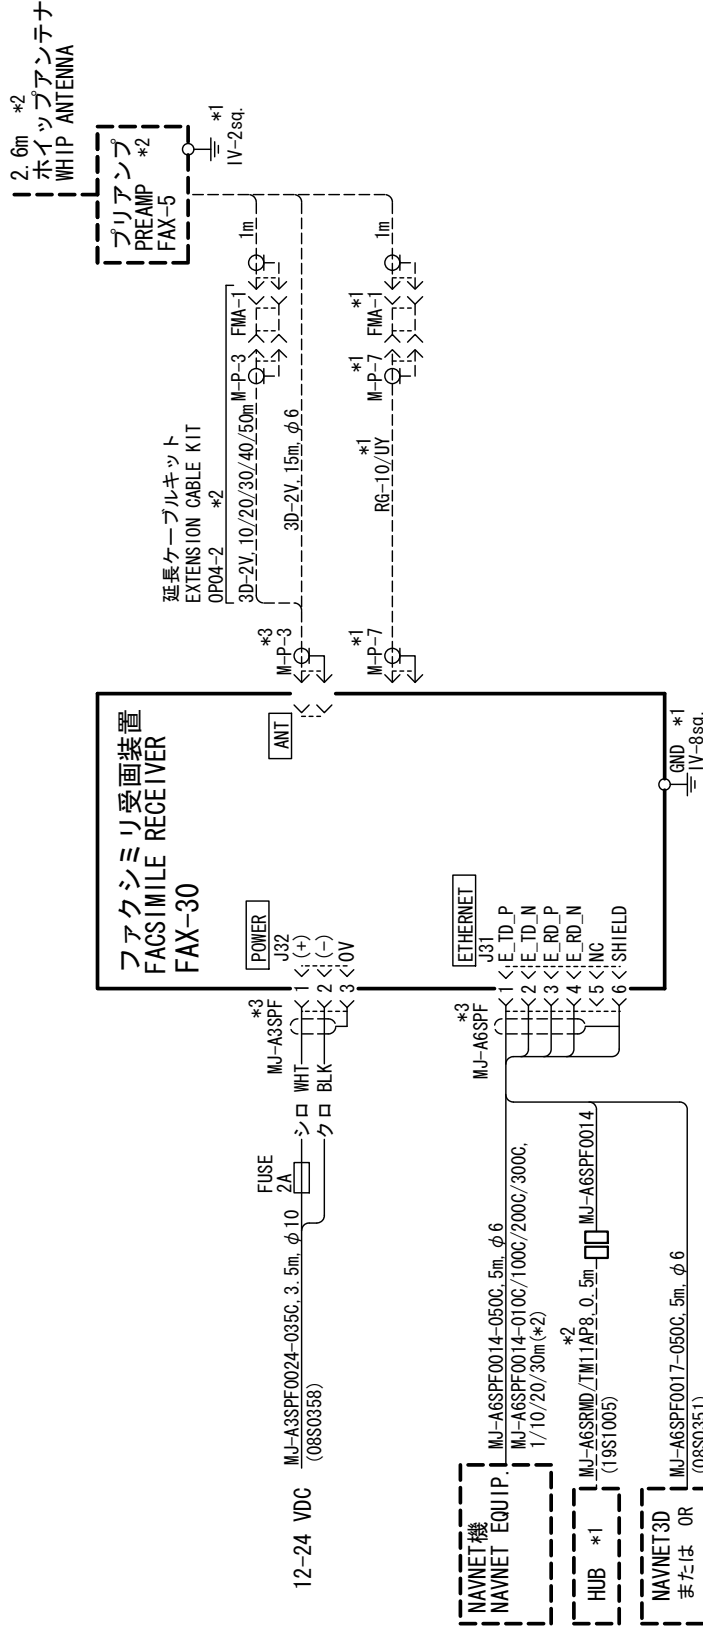 2.6m *2
ホイップアンテナ
WHIP ANTENNA
プリアンプ
PREAMP *2
FAX-5
*1
IV-2sq.
延長ケーブルキット
EXTENSION CABLE KIT
OP04-2 *2
3D-2V, 10/20/30/40/50m
M-P-3
FMA-1
1m
3D-2V, 15m, φ6
*3
M-P-3
*1
M-P-7
*1
RG-10/UY
*1
M-P-7
*1
FMA-1
1m
ファクシミリ受画装置
FACSIMILE RECEIVER
FAX-30
ANT
POWER
J32
1 (+)
2 (-)
3 0V
*3
MJ-A3SPF
シロ WHT
クロ BLK
FUSE
2A
MJ-A3SPF0024-035C, 3.5m, φ10
(08S0358)
12-24 VDC
ETHERNET
J31
1 E_TD_P
2 E_TD_N
3 E_RD_P
4 E_RD_N
5 NC
6 SHIELD
*3
MJ-A6SPF
GND *1
IV-8sq.
MJ-A6SPF0014-050C, 5m, φ6
MJ-A6SPF0014-010C/100C/200C/300C,
1/10/20/30m(*2)
NAVNET機
NAVNET EQUIP.
*2
MJ-A6SRMD/TM11AP8, 0.5m
(19S1005)
MJ-A6SPF0014
HUB *1
MJ-A6SPF0017-050C, 5m, φ6
(08S0351)
NAVNET3D
または OR